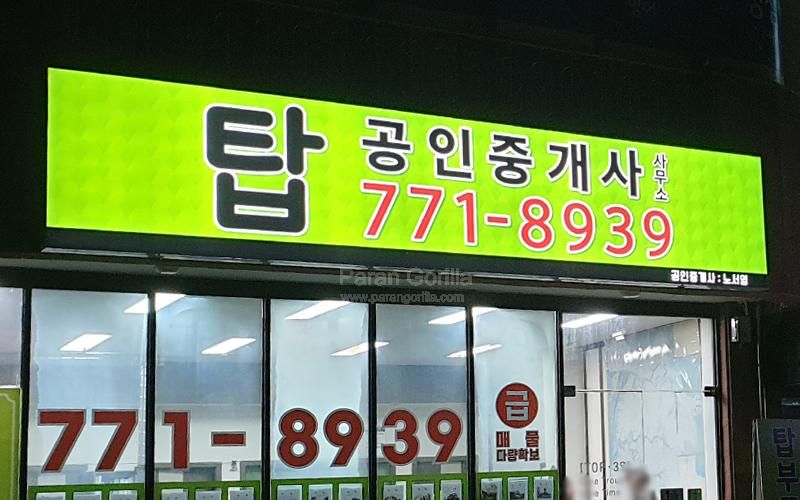 탑 공인중개사 사무소
771-8939
공인중개사 : 노서영
Paran Gorilla
www.parangorilla.com
771-8939
급
매물
다량확보
탑부